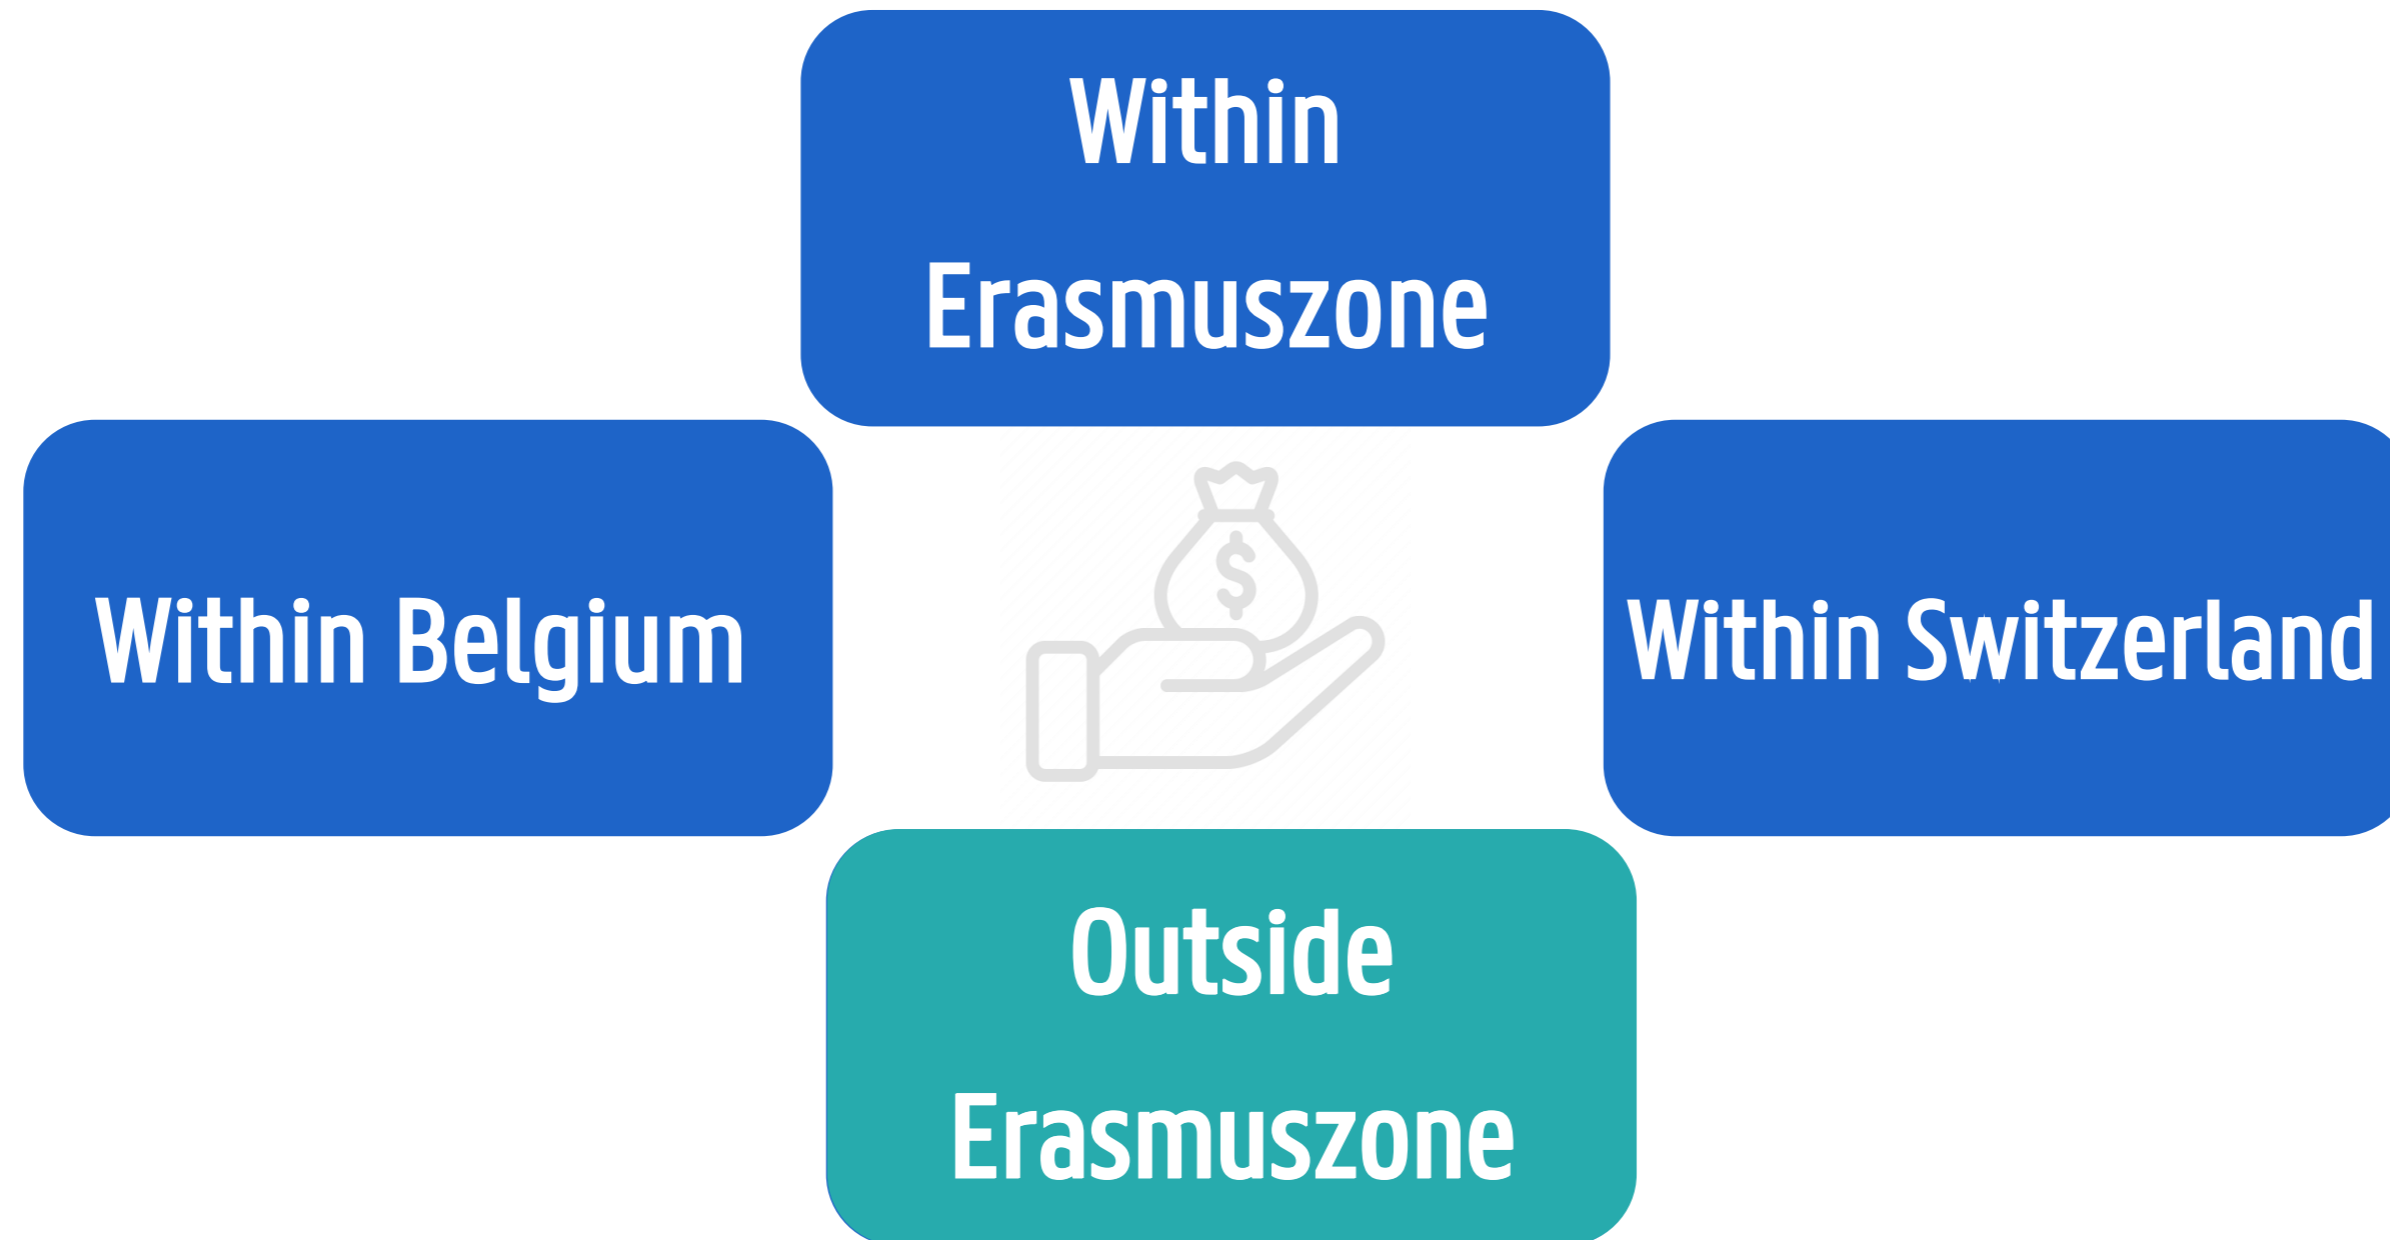 Within
Erasmuszone
Within Belgium
$
Within Switzerland
Outside
Erasmuszone